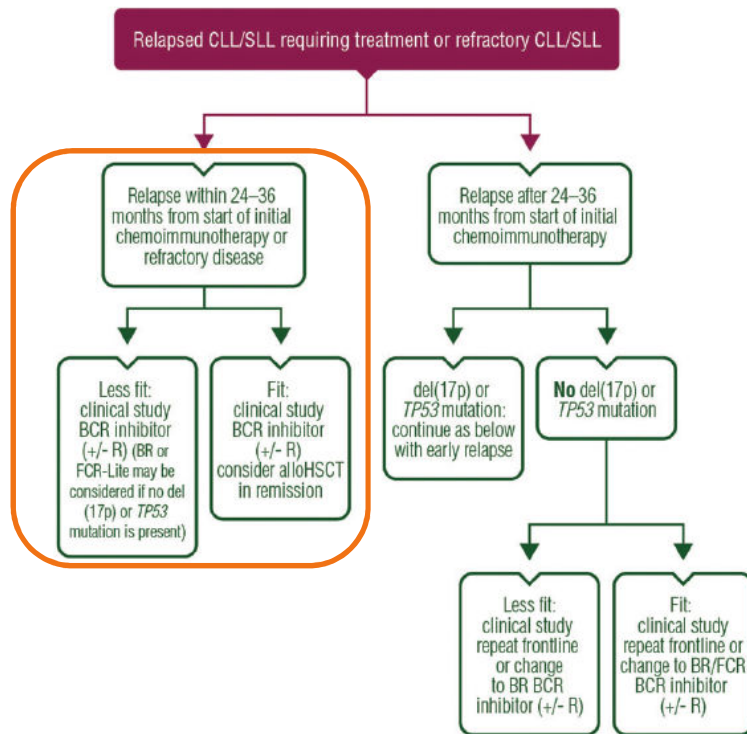 Relapsed CLL/SLL requiring treatment or refractory CLL/SLL
Relapse within 24–36
months from start of initial
chemoimmunotherapy or
refractory disease
Relapse after 24–36
months from start of initial
chemoimmunotherapy
Less fit:
clinical study
BCR inhibitor
(+/- R) (BR or
FCR-Lite may be
considered if no del
(17p) or TP53
mutation is present)
Fit:
clinical study
BCR inhibitor
(+/- R)
consider alloHSCT
in remission
del(17p) or
TP53 mutation:
continue as below
with early relapse
No del(17p) or
TP53 mutation
Less fit:
clinical study
repeat frontline
or change
to BR BCR
inhibitor (+/- R)
Fit:
clinical study
repeat frontline or
change to BR/FCR
BCR inhibitor
(+/- R)